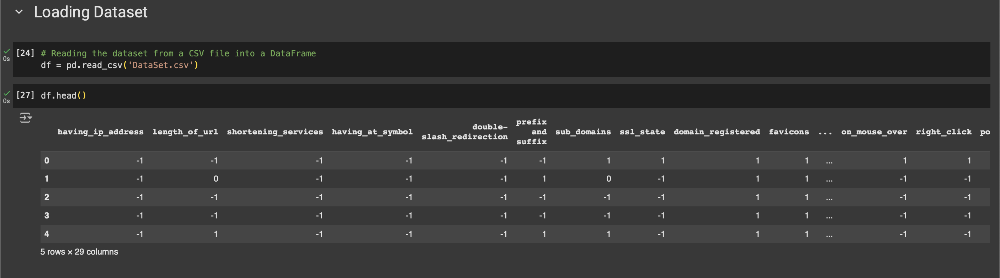 Loading Dataset
[24] # Reading the dataset from a CSV file into a DataFrame
0s df = pd.read_csv('DataSet.csv')
[27] df.head()
0s
having_ip_address length_of_url shortening_services having_at_symbol double-slash_redirection prefix and suffix sub_domains ssl_state domain_registered favicons ... on_mouse_over right_click po
0 -1 -1 -1 -1 -1 -1 1 1 1 1 ... 1 1
1 -1 0 -1 -1 -1 1 0 -1 1 1 ... -1 -1
2 -1 -1 -1 -1 -1 -1 -1 -1 1 1 ... -1 -1
3 -1 -1 -1 -1 -1 -1 -1 -1 1 1 ... -1 -1
4 -1 1 -1 -1 -1 1 1 -1 1 1 ... -1 -1
5 rows × 29 columns